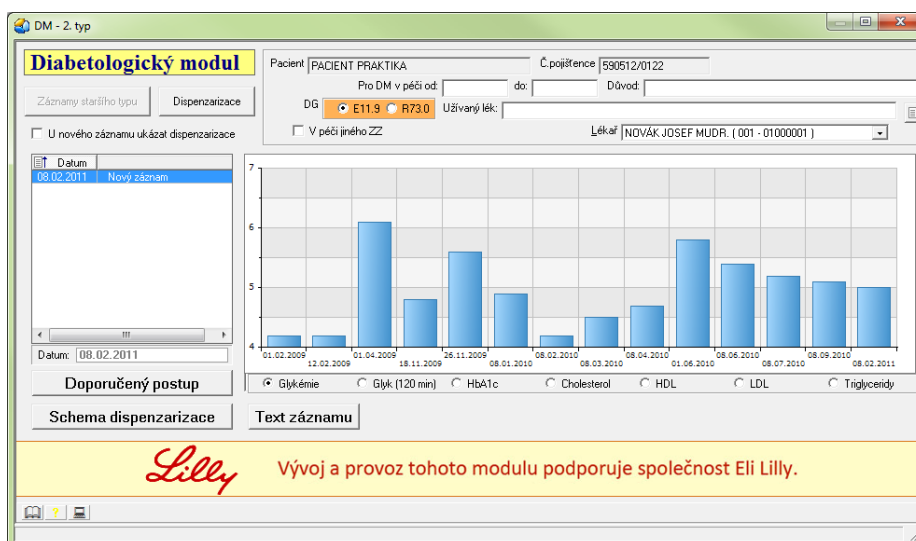 DM - 2. typ
Diabetologický modul
Záznamy staršího typu
Dispenzarizace
U nového záznamu ukázat dispenzarizace
Pacient PACIENT PRAKTIKA Č.pojištence 590512/0122
Pro DM v péči od: do: Důvod:
DG E11.9 R73.0 Užívaný lék:
V péči jiného ZZ Lékař NOVÁK JOSEF MUDR. ( 001 - 01000001 )
Datum
08.02.2011 Nový záznam
Datum: 08.02.2011
Doporučený postup
Schema dispenzarizace
7
6
5
4
01.02.2009 01.04.2009 26.11.2009 08.02.2010 08.04.2010 08.06.2010 08.09.2010
12.02.2009 18.11.2009 08.01.2010 08.03.2010 01.06.2010 08.07.2010 08.02.2011
Glykémie Glyk (120 min) HbA1c Cholesterol HDL LDL Triglyceridy
Text záznamu
Lilly
Vývoj a provoz tohoto modulu podporuje společnost Eli Lilly.